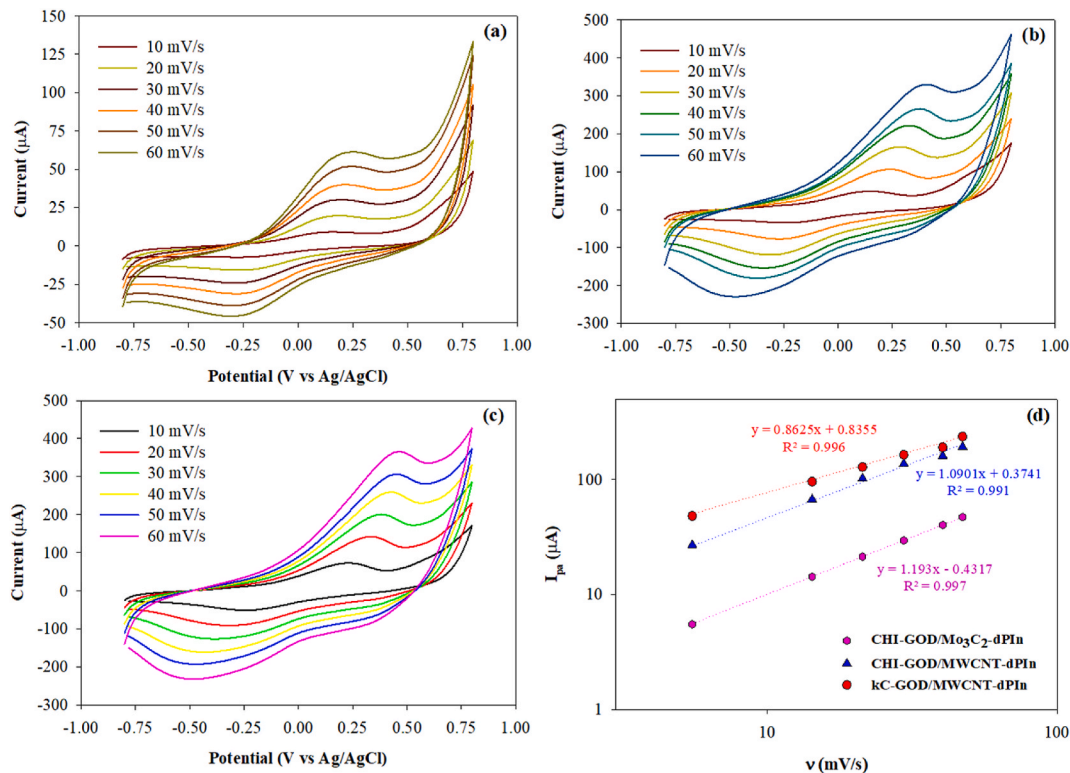 (a)
150
125
100
75
50
25
0
-25
-50
Current (μA)
10 mV/s
20 mV/s
30 mV/s
40 mV/s
50 mV/s
60 mV/s
-1.00 -0.75 -0.50 -0.25 0.00 0.25 0.50 0.75 1.00
Potential (V vs Ag/AgCl)
(b)
500
400
300
200
100
0
-100
-200
-300
Current (μA)
10 mV/s
20 mV/s
30 mV/s
40 mV/s
50 mV/s
60 mV/s
-1.00 -0.75 -0.50 -0.25 0.00 0.25 0.50 0.75 1.00
(c)
500
400
300
200
100
0
-100
-200
-300
Current (μA)
10 mV/s
20 mV/s
30 mV/s
40 mV/s
50 mV/s
60 mV/s
-1.00 -0.75 -0.50 -0.25 0.00 0.25 0.50 0.75 1.00
Potential (V vs Ag/AgCl)
(d)
100
10
1
Ipa (μA)
y = 0.8625x + 0.8355
R² = 0.996
y = 1.0901x + 0.3741
R² = 0.991
y = 1.193x - 0.4317
R² = 0.997
CHI-GOD/Mo3C2-dPIn
CHI-GOD/MWCNT-dPIn
kC-GOD/MWCNT-dPIn
10 100
ν (mV/s)